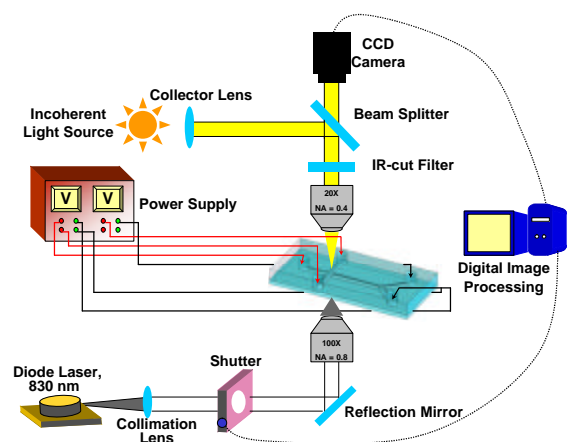 CCD
Camera
Collector Lens
Incoherent
Light Source
Beam Splitter
IR-cut Filter
V V
Power Supply
20X
NA = 0.4
Digital Image
Processing
100X
NA = 0.8
Shutter
Diode Laser,
830 nm
Reflection Mirror
Collimation
Lens